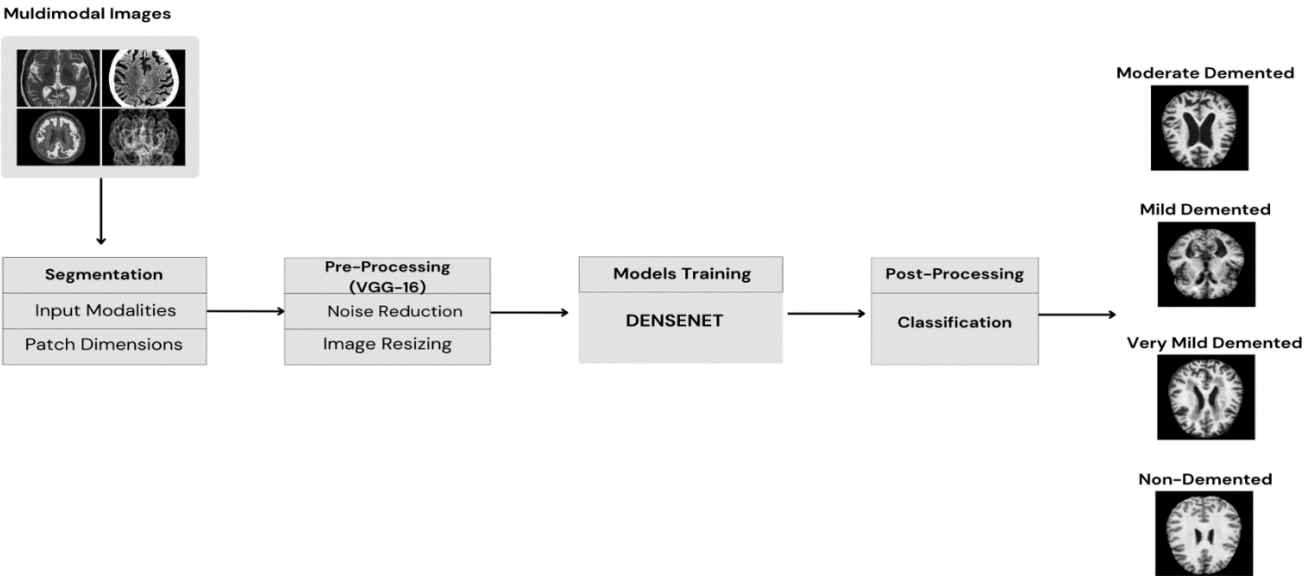 Muldimodal Images
Segmentation
Input Modalities
Patch Dimensions
Pre-Processing
(VGG-16)
Noise Reduction
Image Resizing
Models Training
DENSENET
Post-Processing
Classification
Moderate Demented
Mild Demented
Very Mild Demented
Non-Demented